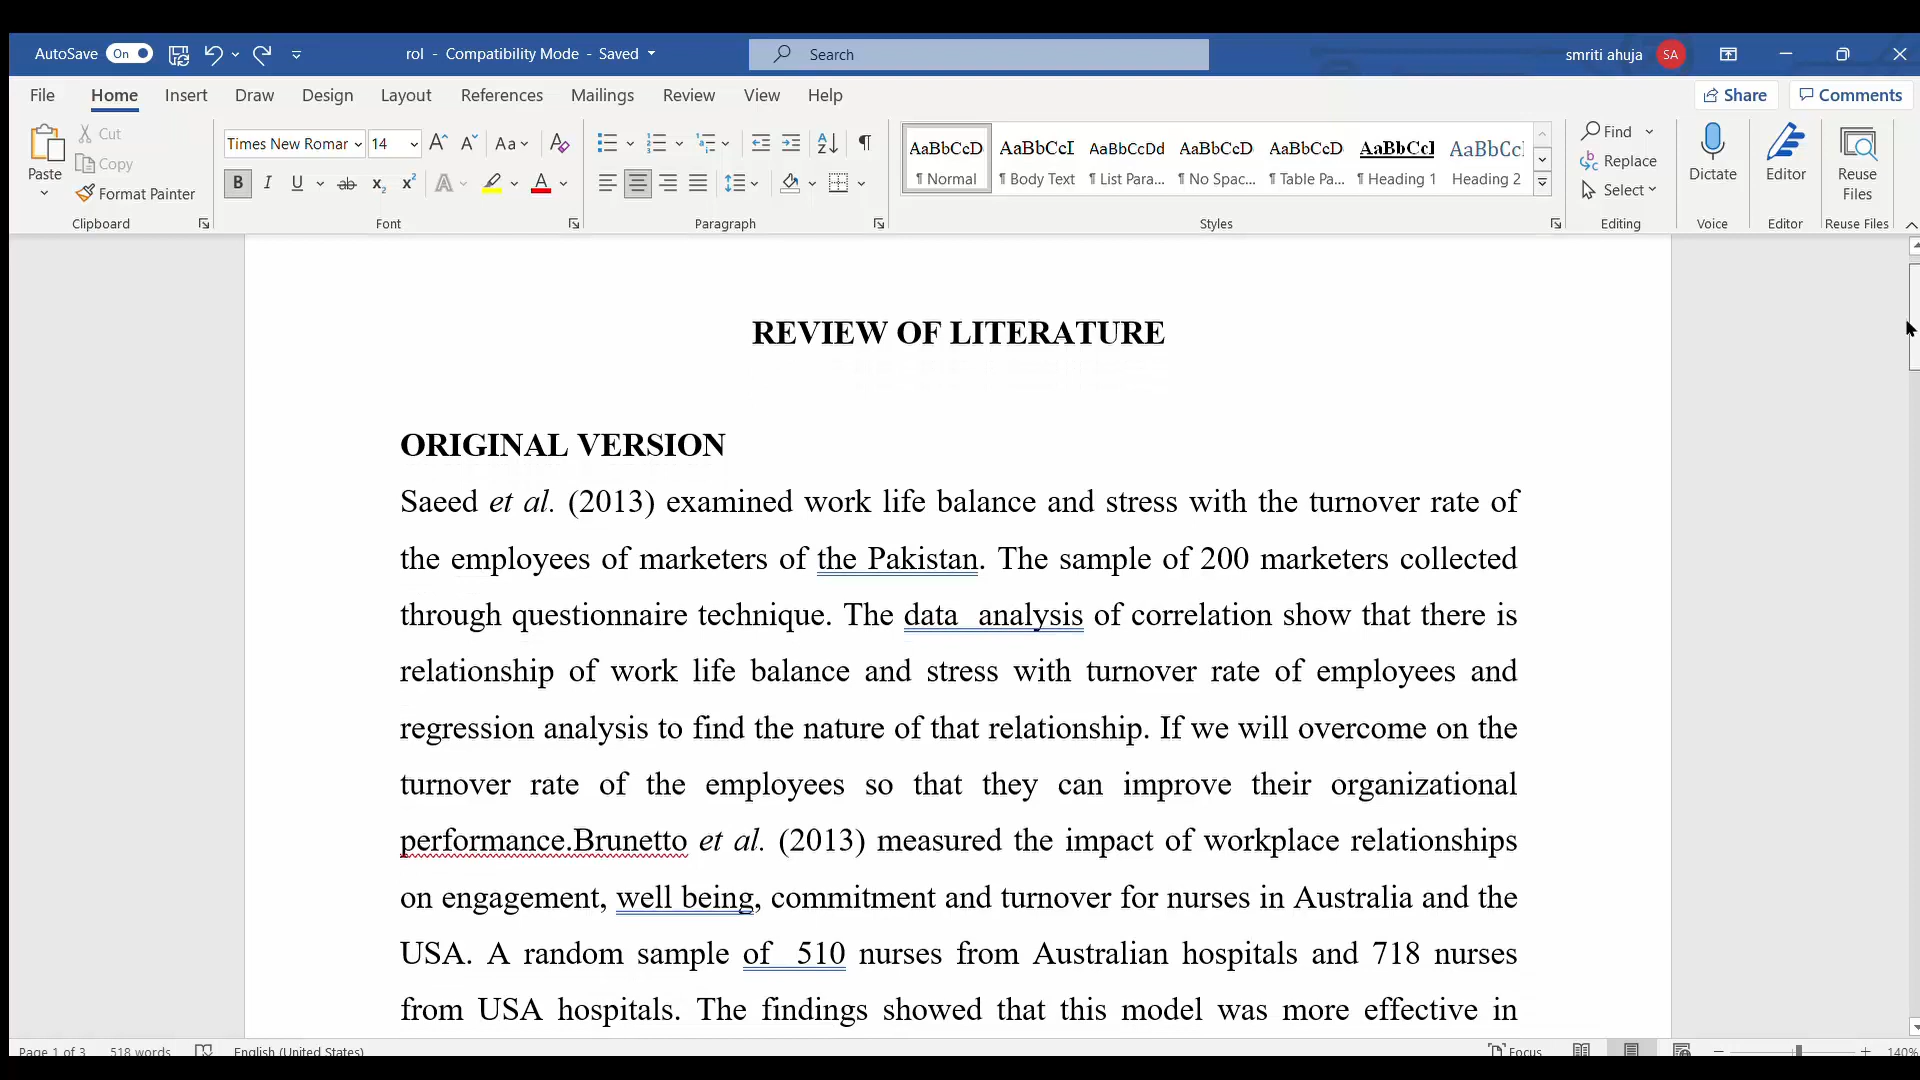 AutoSave On rol - Compatibility Mode - Saved Search smriti ahuja SA
File Home Insert Draw Design Layout References Mailings Review View Help Share Comments
Paste Cut Copy Format Painter Clipboard
Times New Romar 14 Aa Font
B I U ab x₂ x² A A
Paragraph
AaBbCcD AaBbCcI AaBbCcDd AaBbCcD AaBbCcD AaBbCcI AaBbCc
¶ Normal ¶ Body Text ¶ List Para... ¶ No Spac... ¶ Table Pa... ¶ Heading 1 Heading 2
Styles
Find Replace Select Editing
Dictate Voice
Editor Editor
Reuse Files Reuse Files
REVIEW OF LITERATURE
ORIGINAL VERSION
Saeed et al. (2013) examined work life balance and stress with the turnover rate of
the employees of marketers of the Pakistan. The sample of 200 marketers collected
through questionnaire technique. The data  analysis of correlation show that there is
relationship of work life balance and stress with turnover rate of employees and
regression analysis to find the nature of that relationship. If we will overcome on the
turnover rate of the employees so that they can improve their organizational
performance.Brunetto et al. (2013) measured the impact of workplace relationships
on engagement, well being, commitment and turnover for nurses in Australia and the
USA. A random sample of  510 nurses from Australian hospitals and 718 nurses
from USA hospitals. The findings showed that this model was more effective in
Page 1 of 3 518 words English (United States) Focus 140%